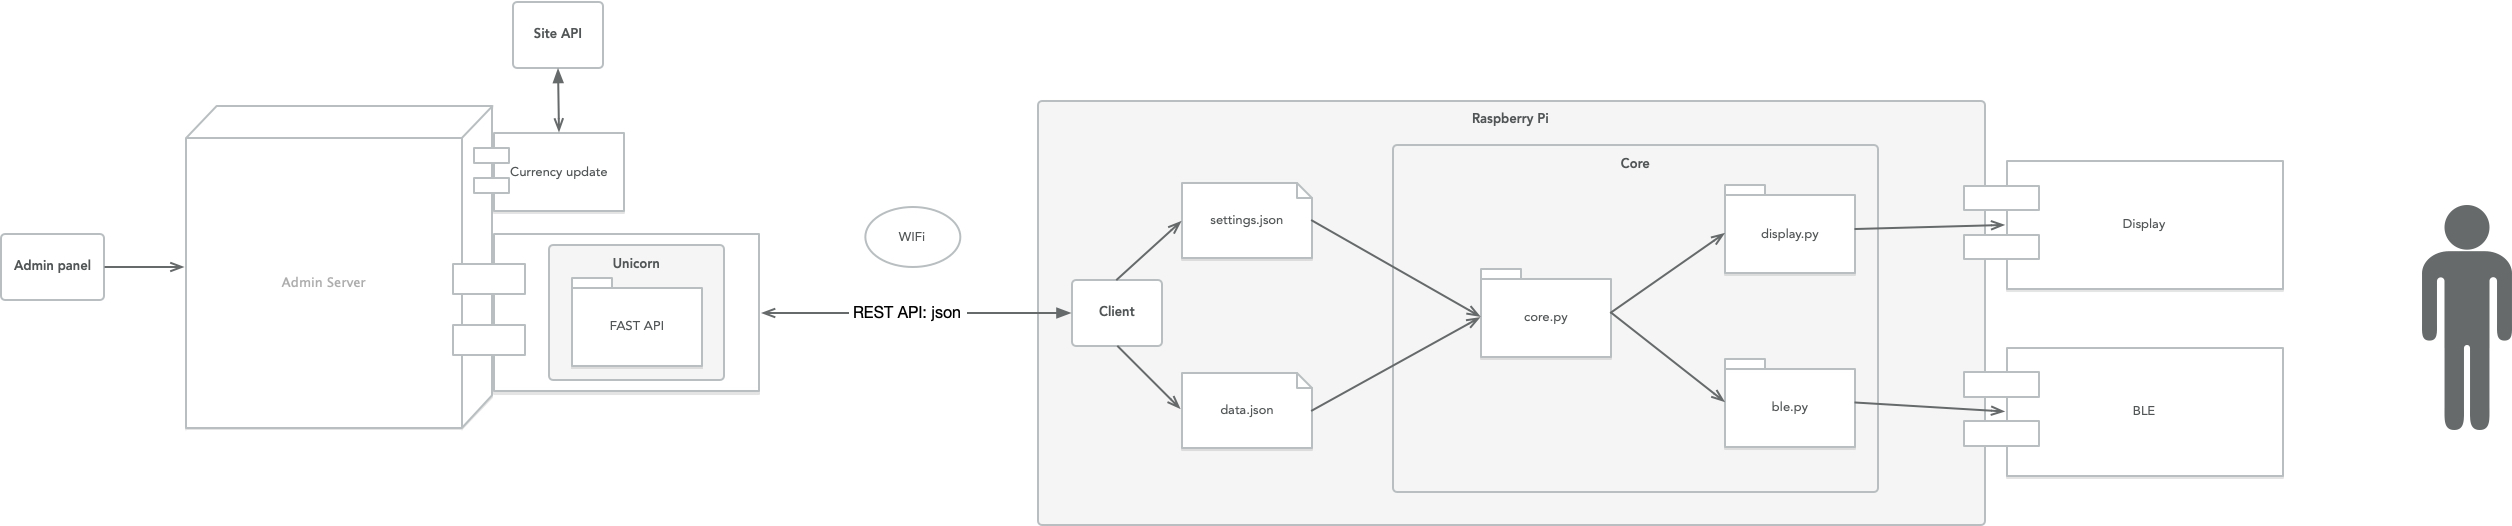 Site API
Currency update
Admin panel
Admin Server
Unicorn
FAST API
WIFi
REST API: json
Raspberry Pi
Client
settings.json
data.json
Core
core.py
display.py
ble.py
Display
BLE